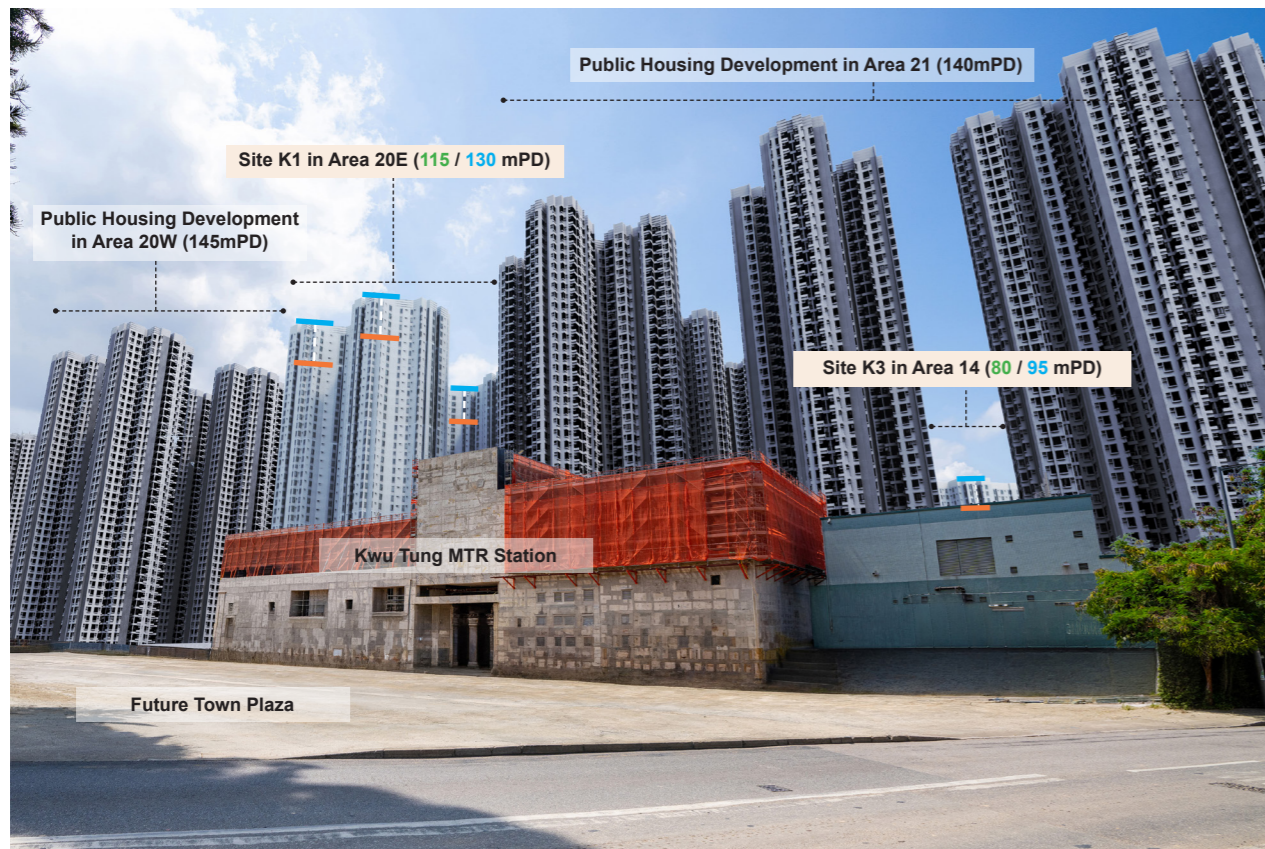 Public Housing Development in Area 21 (140mPD)
Site K1 in Area 20E (115 / 130 mPD)
Public Housing Development
in Area 20W (145mPD)
Site K3 in Area 14 (80 / 95 mPD)
Kwu Tung MTR Station
Future Town Plaza